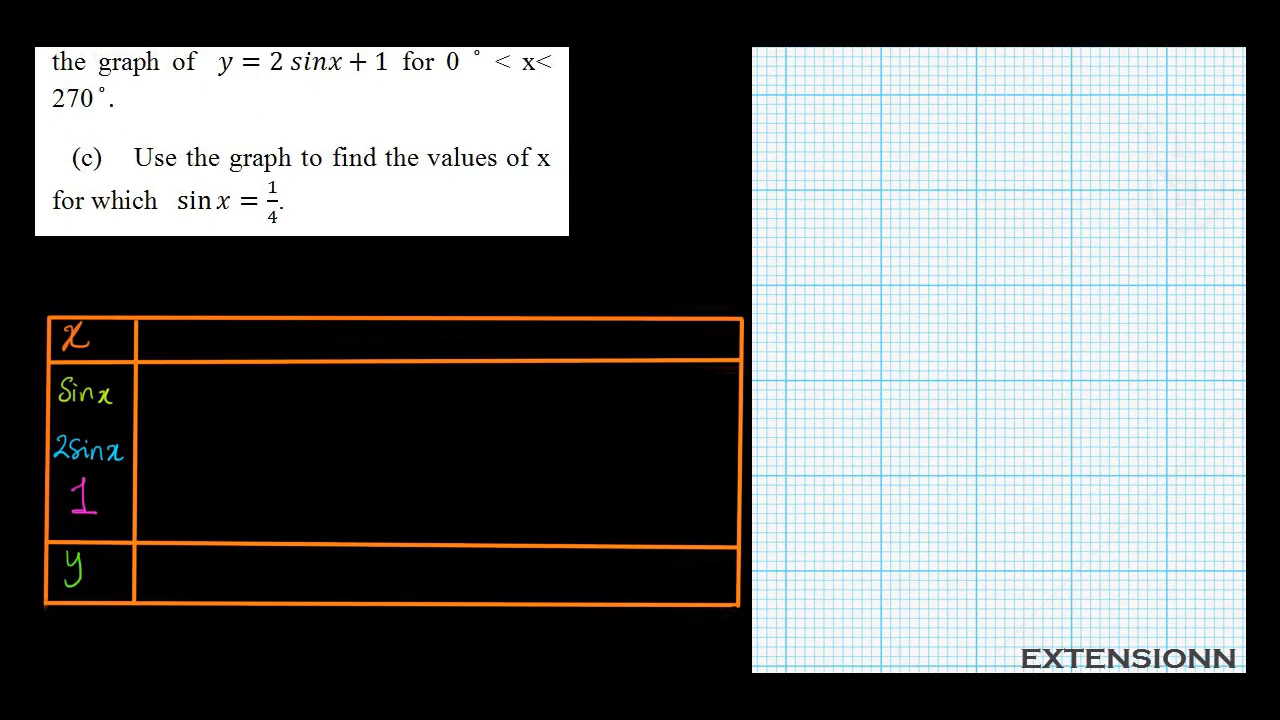 the graph of y = 2 sinx + 1 for 0 ° < x<
270°.
(c) Use the graph to find the values of x
for which sin x = 1/4.
x
Sinx
2Sinx
1
y
EXTENSIONN